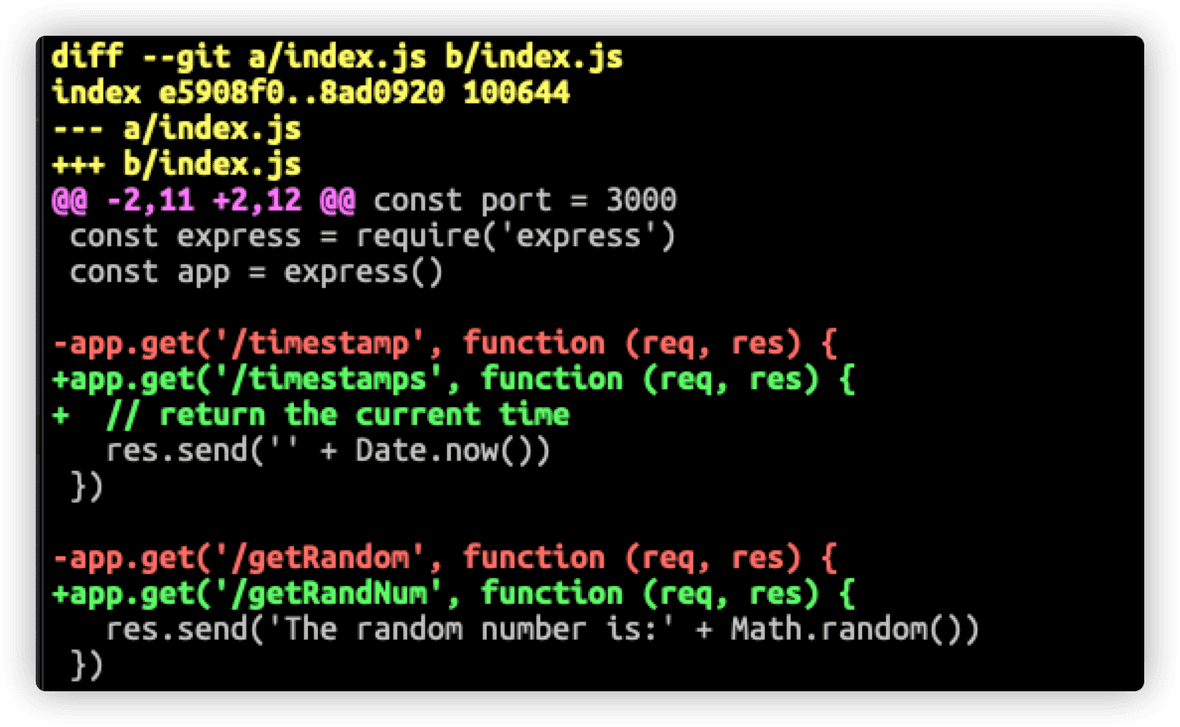 diff --git a/index.js b/index.js
index e5908f0..8ad0920 100644
--- a/index.js
+++ b/index.js
@@ -2,11 +2,12 @@ const port = 3000
 const express = require('express')
 const app = express()

-app.get('/timestamp', function (req, res) {
+app.get('/timestamps', function (req, res) {
+  // return the current time
   res.send('' + Date.now())
 })

-app.get('/getRandom', function (req, res) {
+app.get('/getRandNum', function (req, res) {
   res.send('The random number is:' + Math.random())
 })